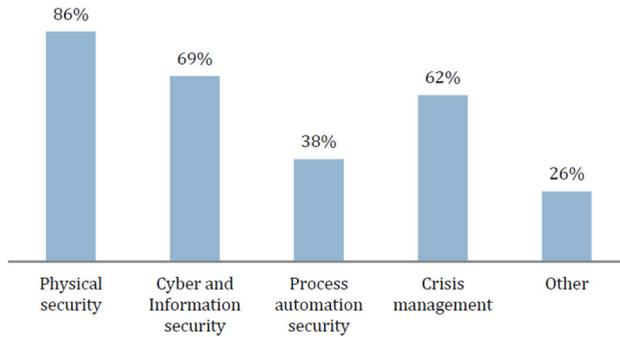 86%
69%
38%
62%
26%
Physical
security
Cyber and
Information
security
Process
automation
security
Crisis
management
Other